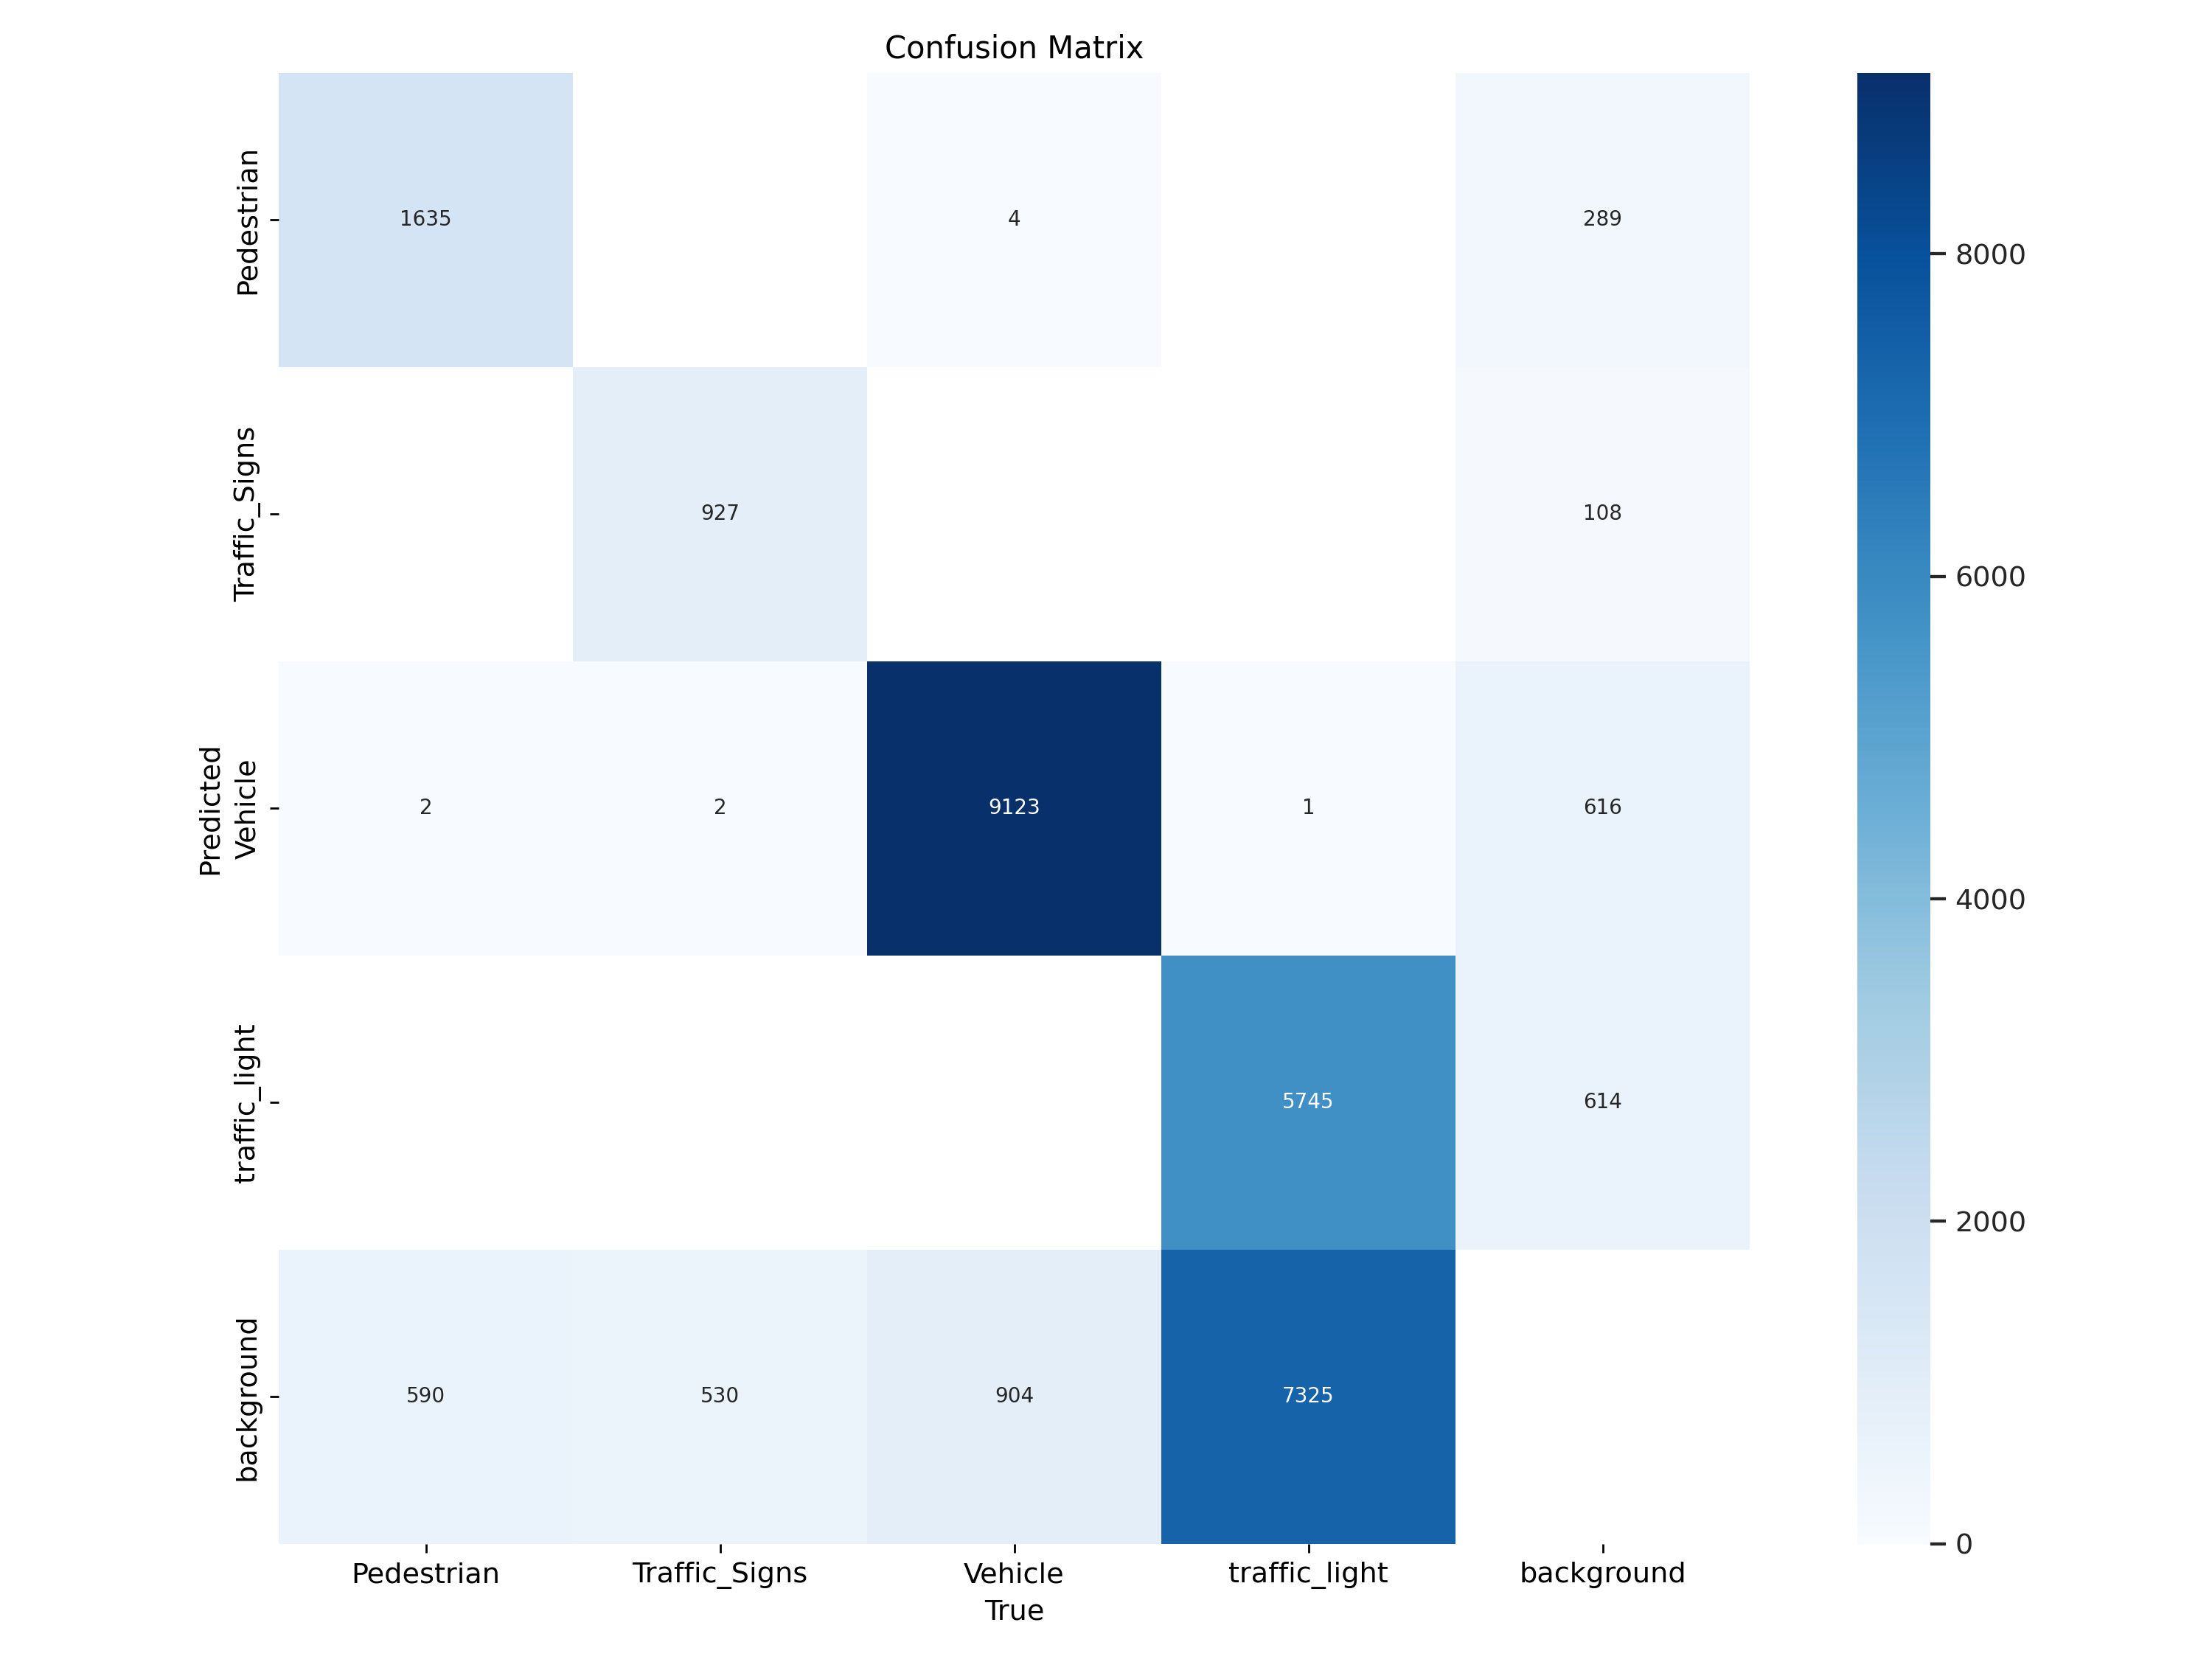 Confusion Matrix
Pedestrian
1635
4
289
Traffic_Signs
927
108
Predicted
Vehicle
2
2
9123
1
616
traffic_light
5745
614
background
590
530
904
7325
Pedestrian
Traffic_Signs
Vehicle
traffic_light
background
True
8000
6000
4000
2000
0